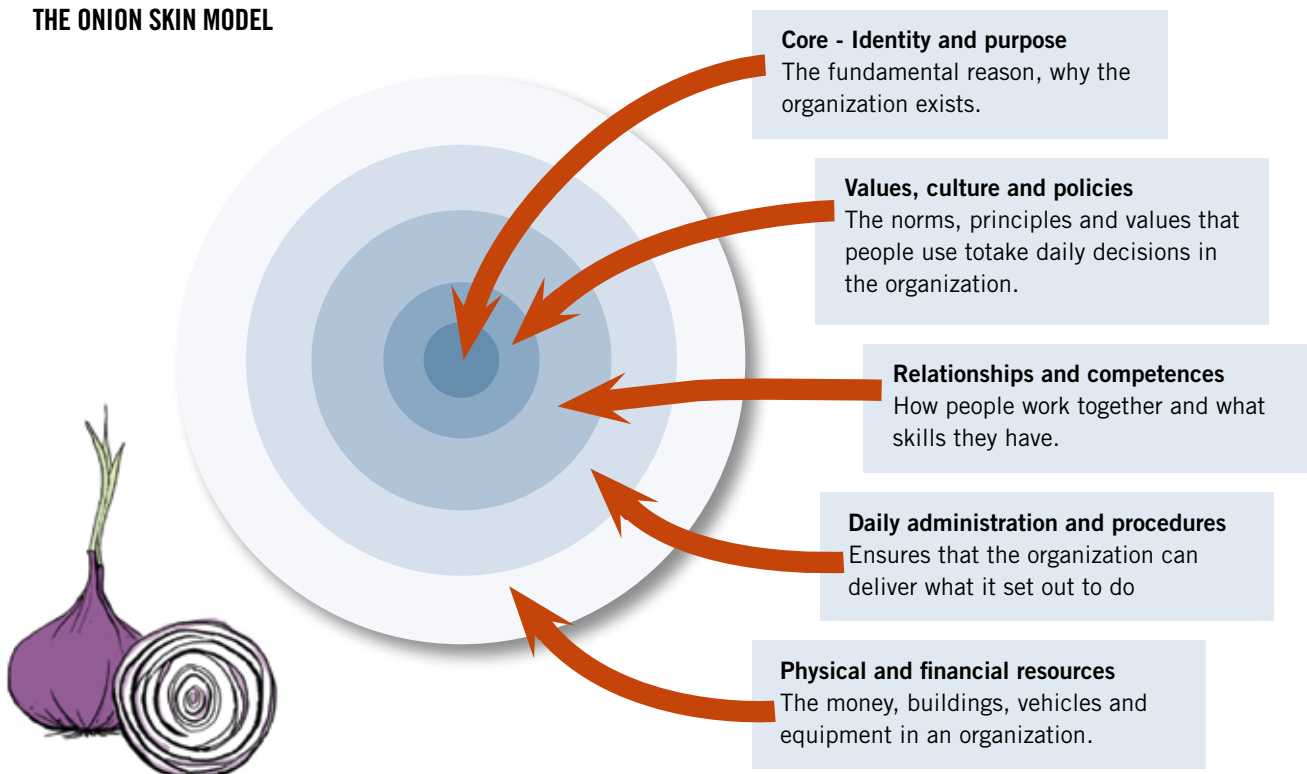 THE ONION SKIN MODEL
Core - Identity and purpose
The fundamental reason, why the
organization exists.
Values, culture and policies
The norms, principles and values that
people use totake daily decisions in
the organization.
Relationships and competences
How people work together and what
skills they have.
Daily administration and procedures
Ensures that the organization can
deliver what it set out to do
Physical and financial resources
The money, buildings, vehicles and
equipment in an organization.